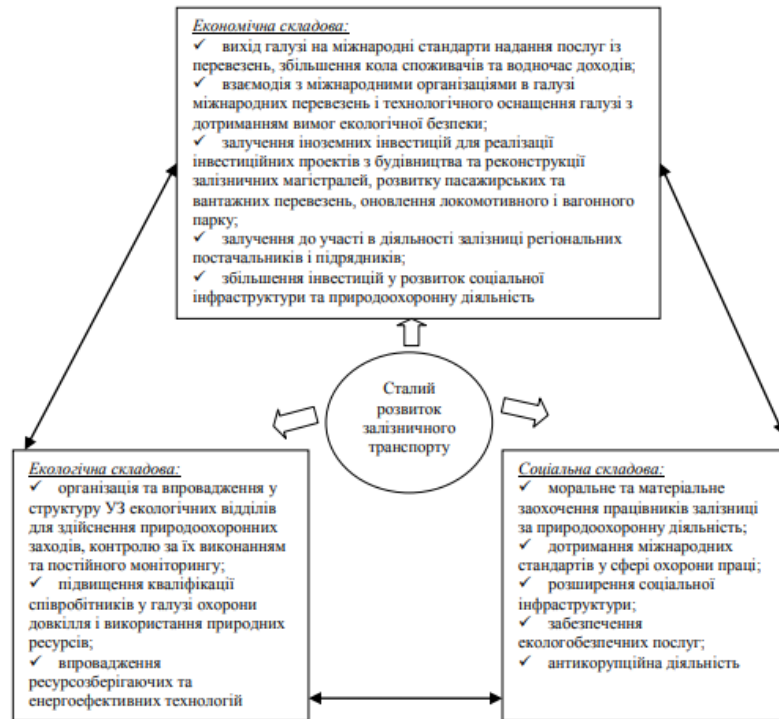 Економічна складова:
✓ вихід галузі на міжнародні стандарти надання послуг із
перевезень, збільшення кола споживачів та водночас доходів;
✓ взаємодія з міжнародними організаціями в галузі
міжнародних перевезень і технологічного оснащення галузі з
дотриманням вимог екологічної безпеки;
✓ залучення іноземних інвестицій для реалізації
інвестиційних проектів з будівництва та реконструкції
залізничних магістралей, розвитку пасажирських та
вантажних перевезень, оновлення локомотивного і вагонного
парку;
✓ залучення до участі в діяльності залізниці регіональних
постачальників і підрядників;
✓ збільшення інвестицій у розвиток соціальної
інфраструктури та природоохоронну діяльність
Сталий
розвиток
залізничного
транспорту
Екологічна складова:
✓ організація та впровадження у
структуру УЗ екологічних відділів
для здійснення природоохоронних
заходів, контролю за їх виконанням
та постійного моніторингу;
✓ підвищення кваліфікації
співробітників у галузі охорони
довкілля і використання природних
ресурсів;
✓ впровадження
ресурсозберігаючих та
енергоефективних технологій
Соціальна складова:
✓ моральне та матеріальне
заохочення працівників залізниці
за природоохоронну діяльність;
✓ дотримання міжнародних
стандартів у сфері охорони праці;
✓ розширення соціальної
інфраструктури;
✓ забезпечення
екологобезпечних послуг;
✓ антикорупційна діяльність